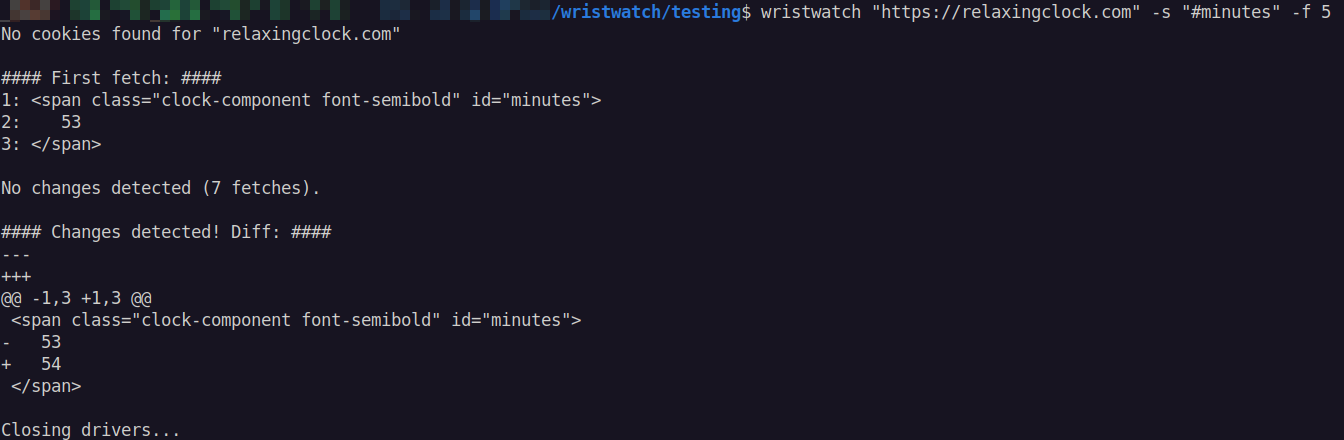 /wristwatch/testing$ wristwatch "https://relaxingclock.com" -s "#minutes" -f 5
No cookies found for "relaxingclock.com"
#### First fetch: ####
1: <span class="clock-component font-semibold" id="minutes">
2:    53
3: </span>
No changes detected (7 fetches).
#### Changes detected! Diff: ####
---
+++
@@ -1,3 +1,3 @@
 <span class="clock-component font-semibold" id="minutes">
-   53
+   54
 </span>
Closing drivers...